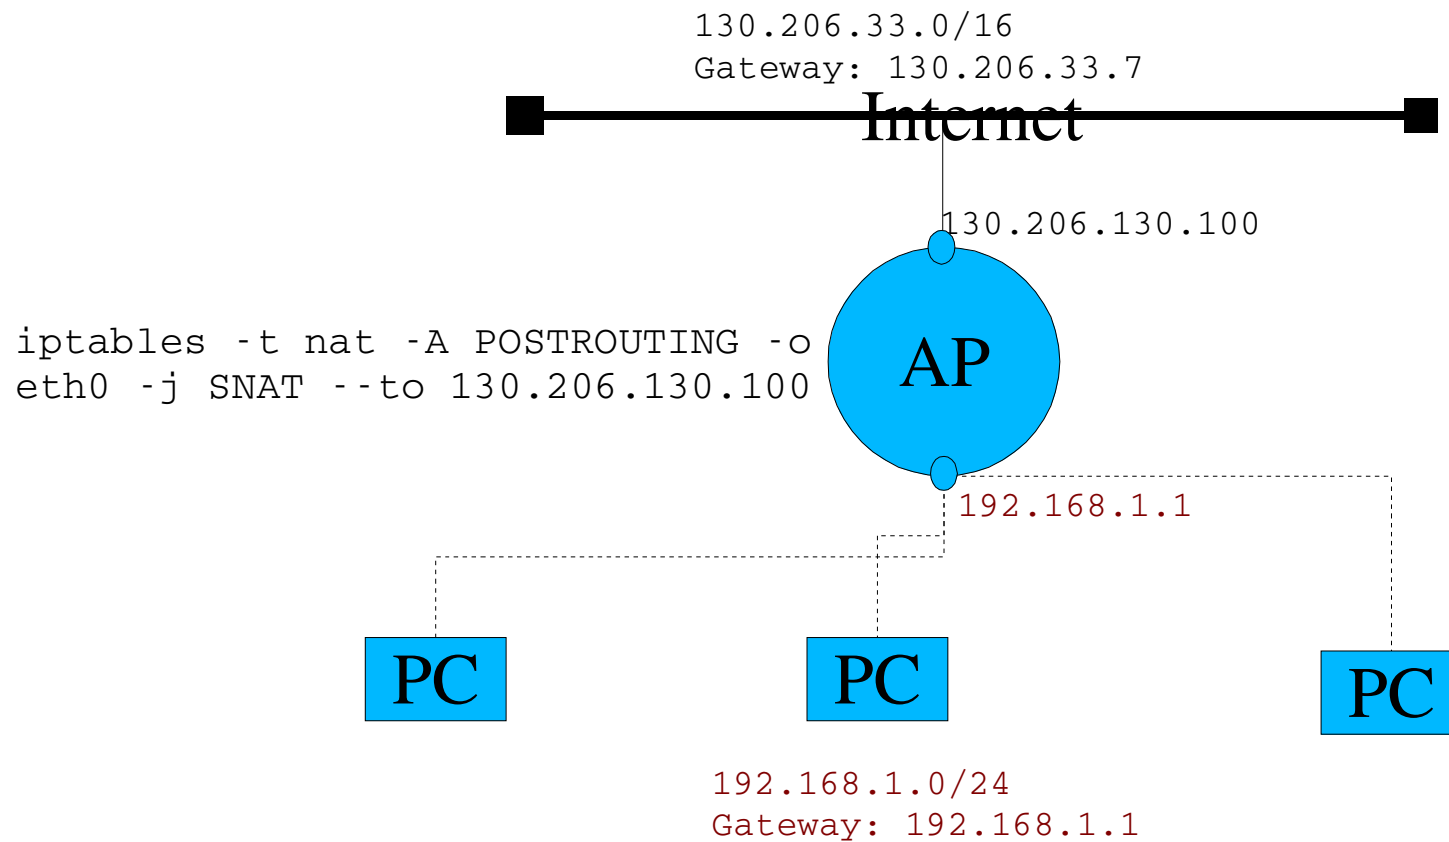 130.206.33.0/16
Gateway: 130.206.33.7
Internet
130.206.130.100
iptables -t nat -A POSTROUTING -o
eth0 -j SNAT --to 130.206.130.100
AP
192.168.1.1
PC
PC
PC
192.168.1.0/24
Gateway: 192.168.1.1